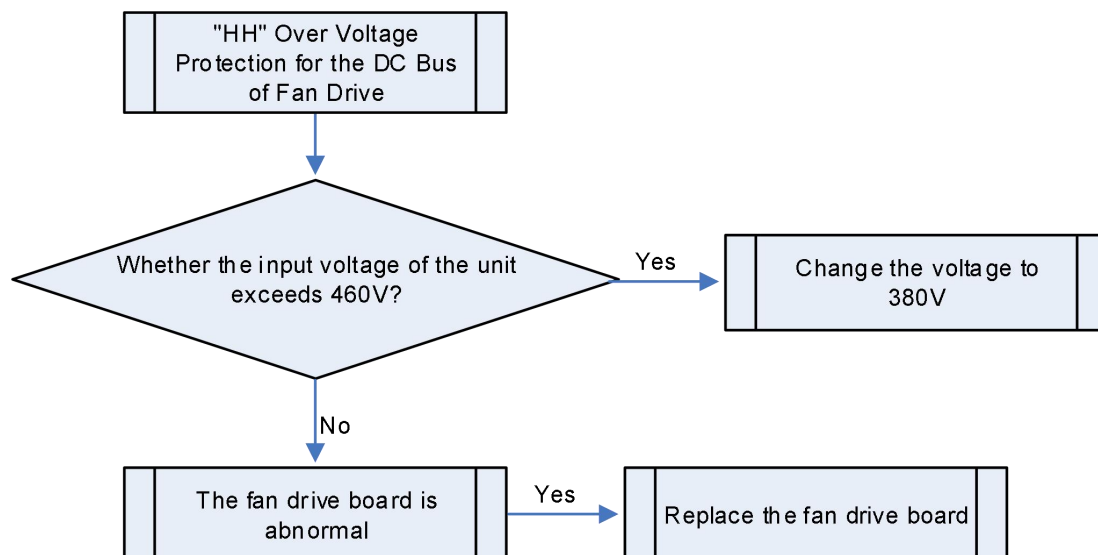 "HH" Over Voltage
Protection for the DC Bus
of Fan Drive
Whether the input voltage of the unit
exceeds 460V?
Yes
Change the voltage to
380V
No
The fan drive board is
abnormal
Yes
Replace the fan drive board